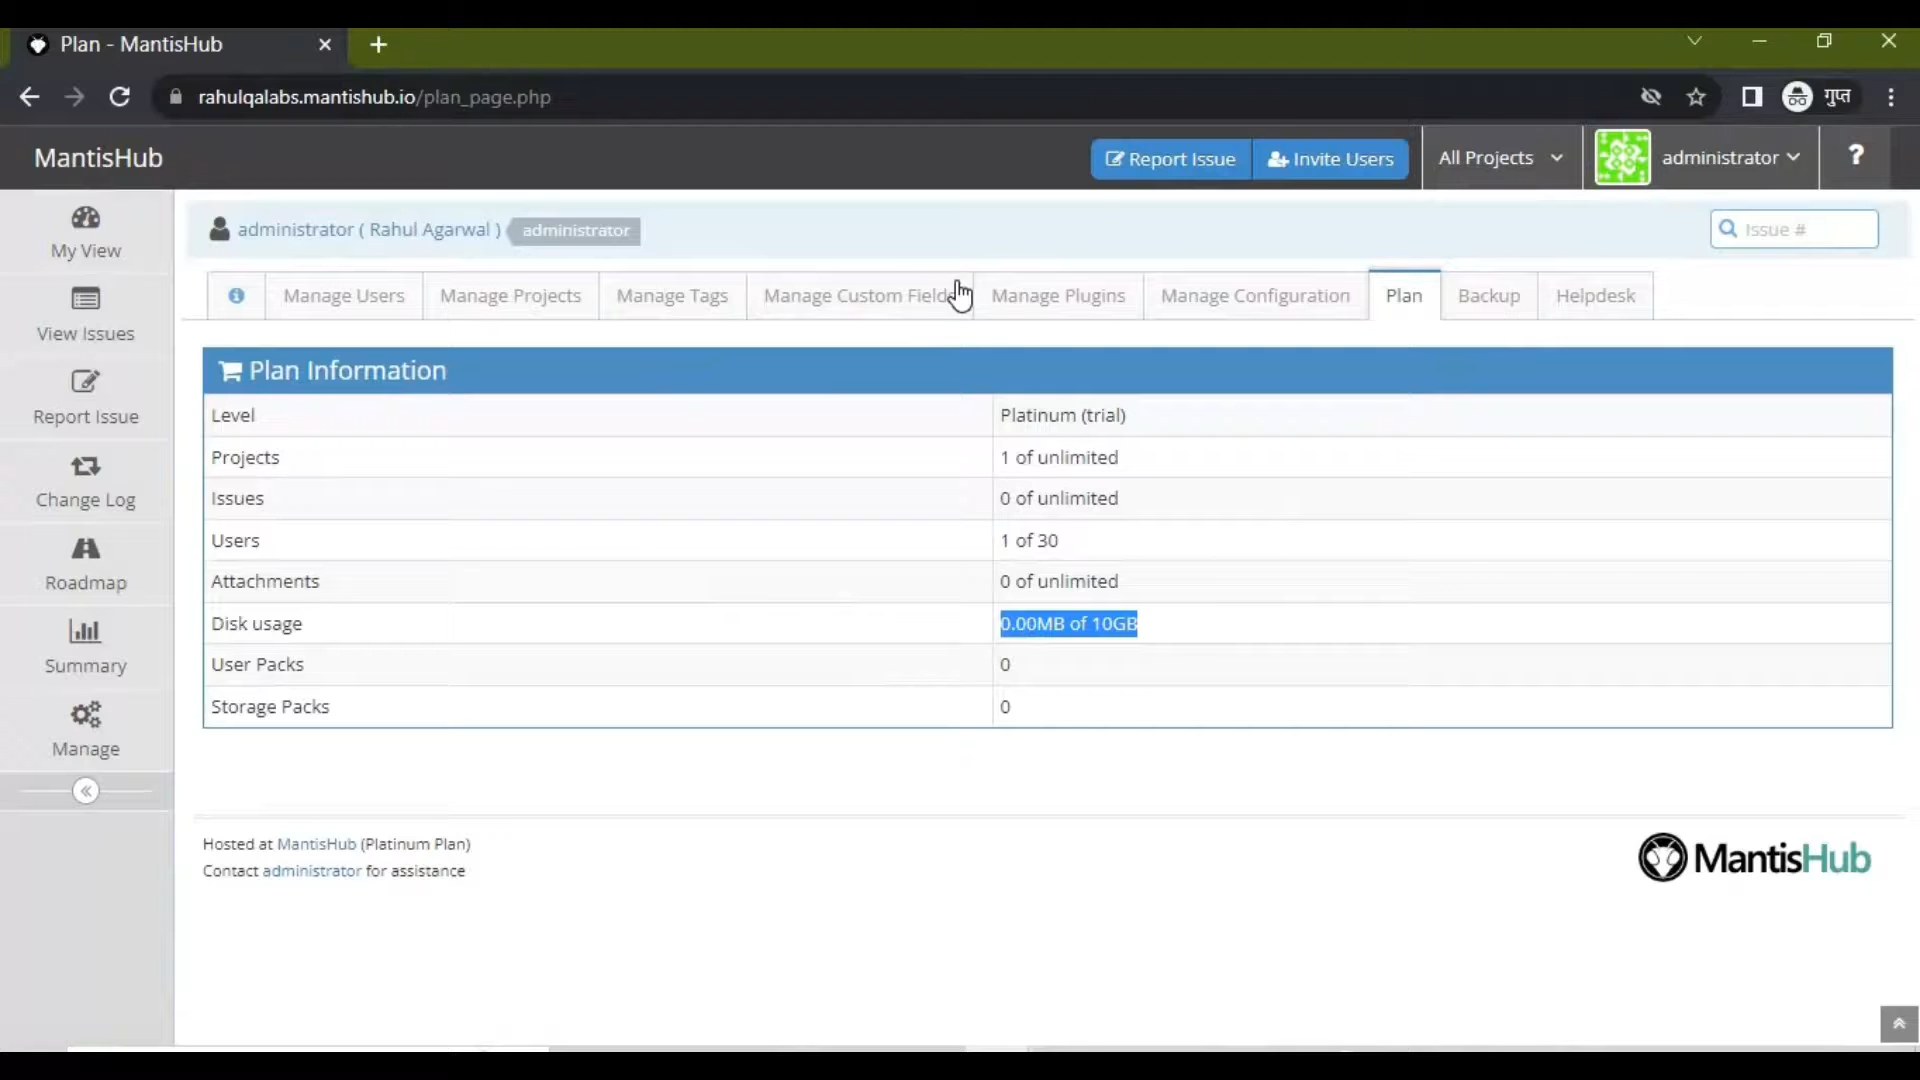 Plan - MantisHub
rahulqalabs.mantishub.io/plan_page.php
गुप्त
MantisHub
Report Issue
Invite Users
All Projects
administrator
?
My View
View Issues
Report Issue
Change Log
Roadmap
Summary
Manage
administrator ( Rahul Agarwal )
administrator
Issue #
Manage Users
Manage Projects
Manage Tags
Manage Custom Field
Manage Plugins
Manage Configuration
Plan
Backup
Helpdesk
Plan Information
Level Platinum (trial)
Projects 1 of unlimited
Issues 0 of unlimited
Users 1 of 30
Attachments 0 of unlimited
Disk usage 0.00MB of 10GB
User Packs 0
Storage Packs 0
Hosted at MantisHub (Platinum Plan)
Contact administrator for assistance
MantisHub